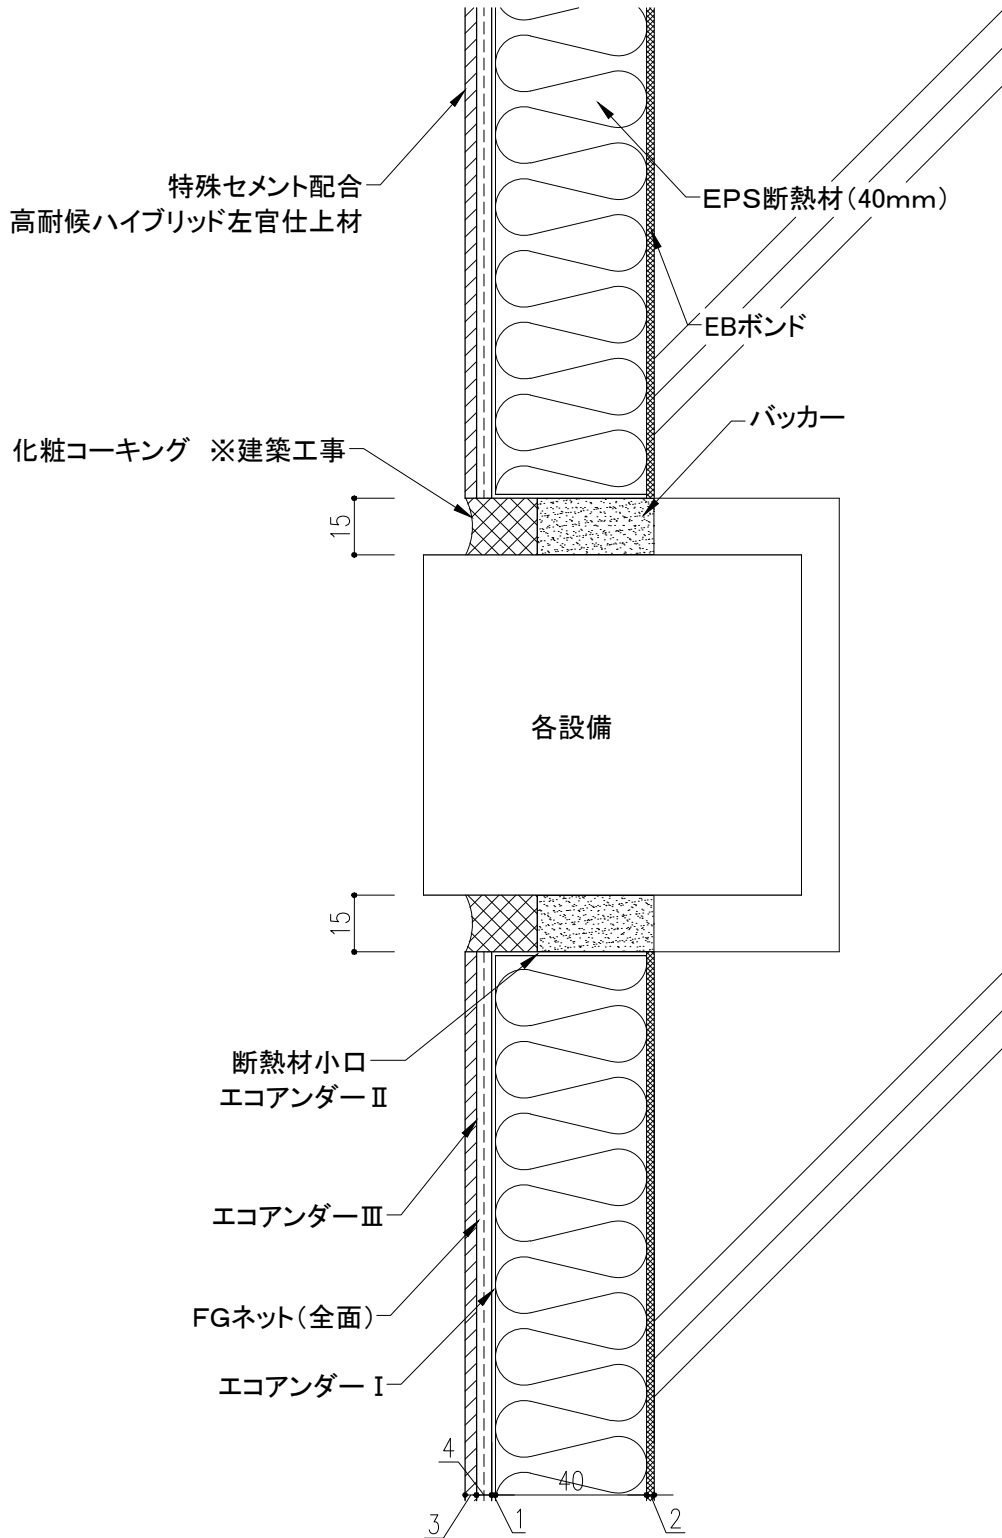 特殊セメント配合
高耐候ハイブリッド左官仕上材
EPS断熱材(40mm)
EBボンド
バッカー
化粧コーキング ※建築工事
15
各設備
15
断熱材小口
エコアンダーⅡ
エコアンダーⅢ
FGネット(全面)
エコアンダーⅠ
4
40
3
1
2